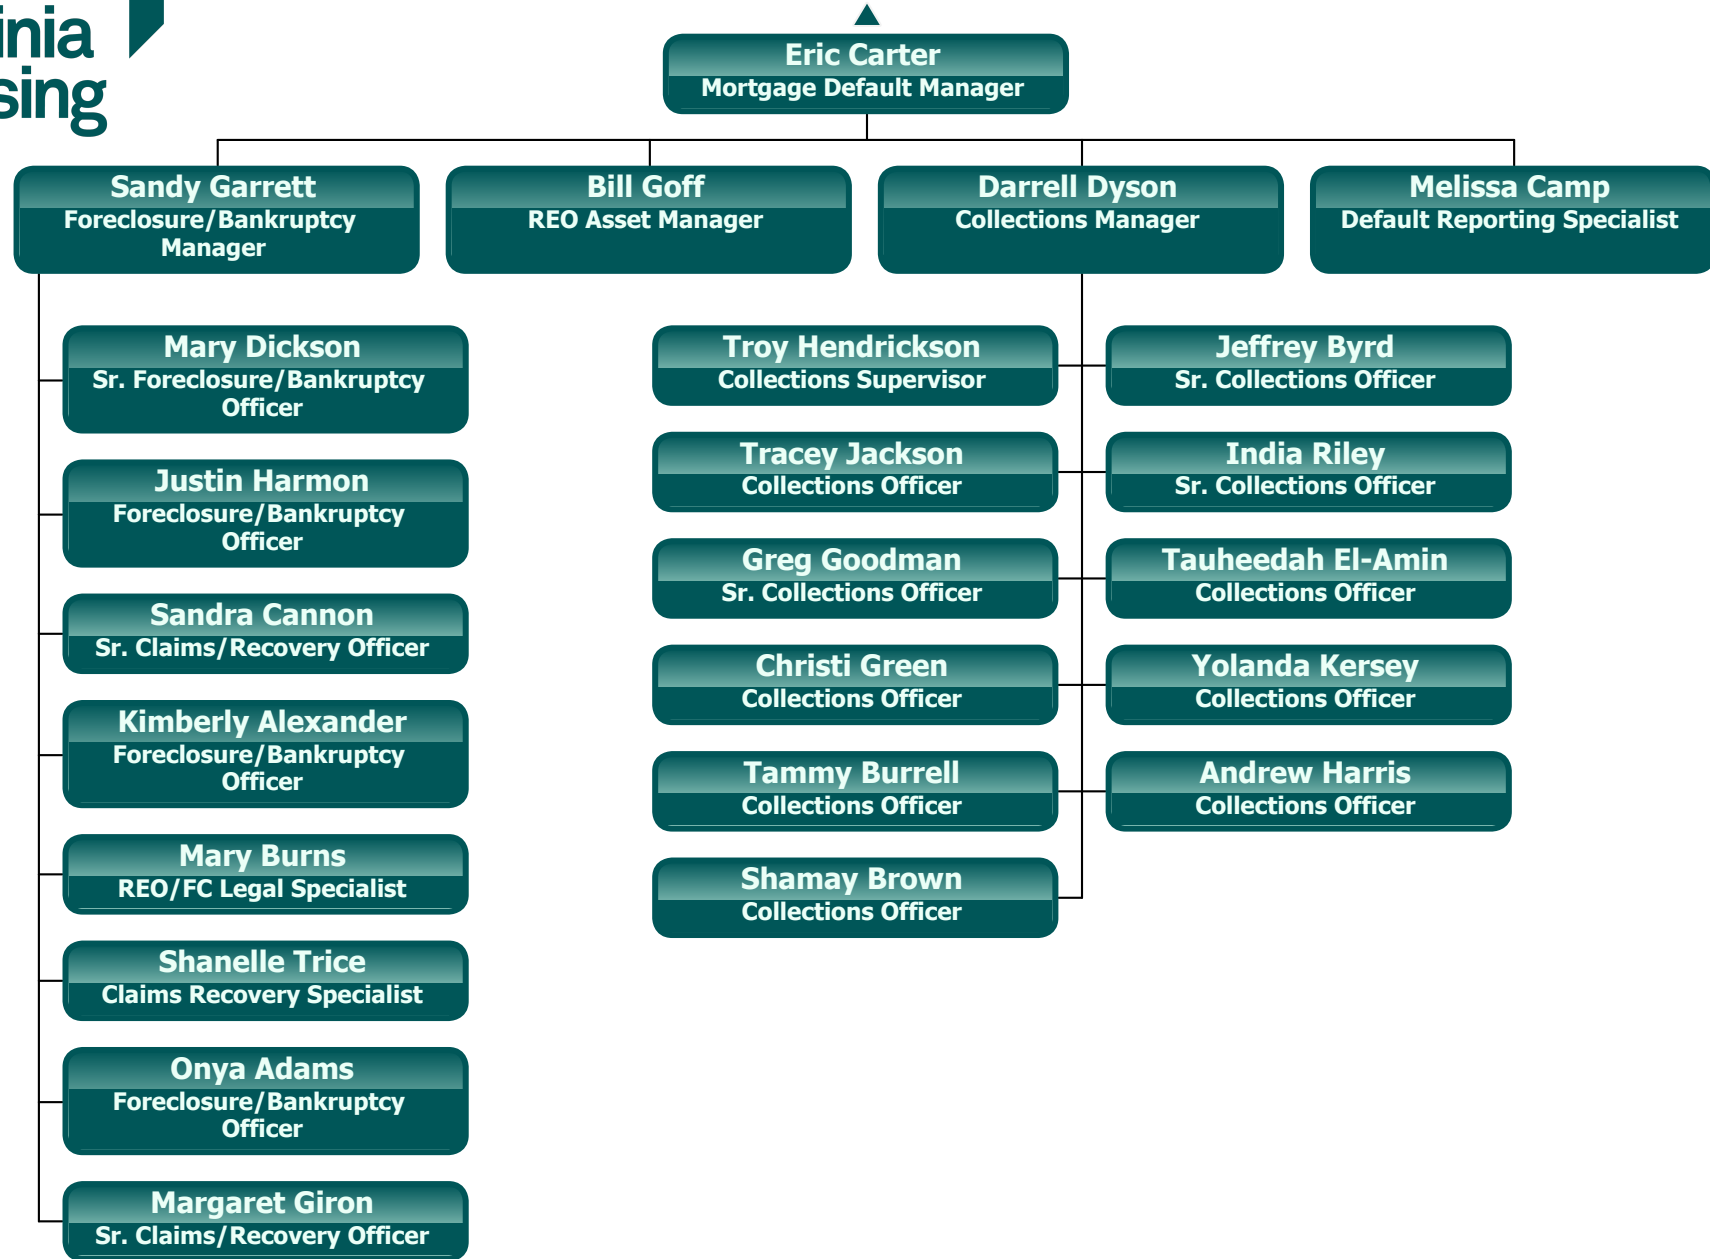 inia
sing
Eric Carter
Mortgage Default Manager
Sandy Garrett
Foreclosure/Bankruptcy
Manager
Bill Goff
REO Asset Manager
Darrell Dyson
Collections Manager
Melissa Camp
Default Reporting Specialist
Mary Dickson
Sr. Foreclosure/Bankruptcy
Officer
Justin Harmon
Foreclosure/Bankruptcy
Officer
Sandra Cannon
Sr. Claims/Recovery Officer
Kimberly Alexander
Foreclosure/Bankruptcy
Officer
Mary Burns
REO/FC Legal Specialist
Shanelle Trice
Claims Recovery Specialist
Onya Adams
Foreclosure/Bankruptcy
Officer
Margaret Giron
Sr. Claims/Recovery Officer
Troy Hendrickson
Collections Supervisor
Jeffrey Byrd
Sr. Collections Officer
Tracey Jackson
Collections Officer
India Riley
Sr. Collections Officer
Greg Goodman
Sr. Collections Officer
Tauheedah El-Amin
Collections Officer
Christi Green
Collections Officer
Yolanda Kersey
Collections Officer
Tammy Burrell
Collections Officer
Andrew Harris
Collections Officer
Shamay Brown
Collections Officer